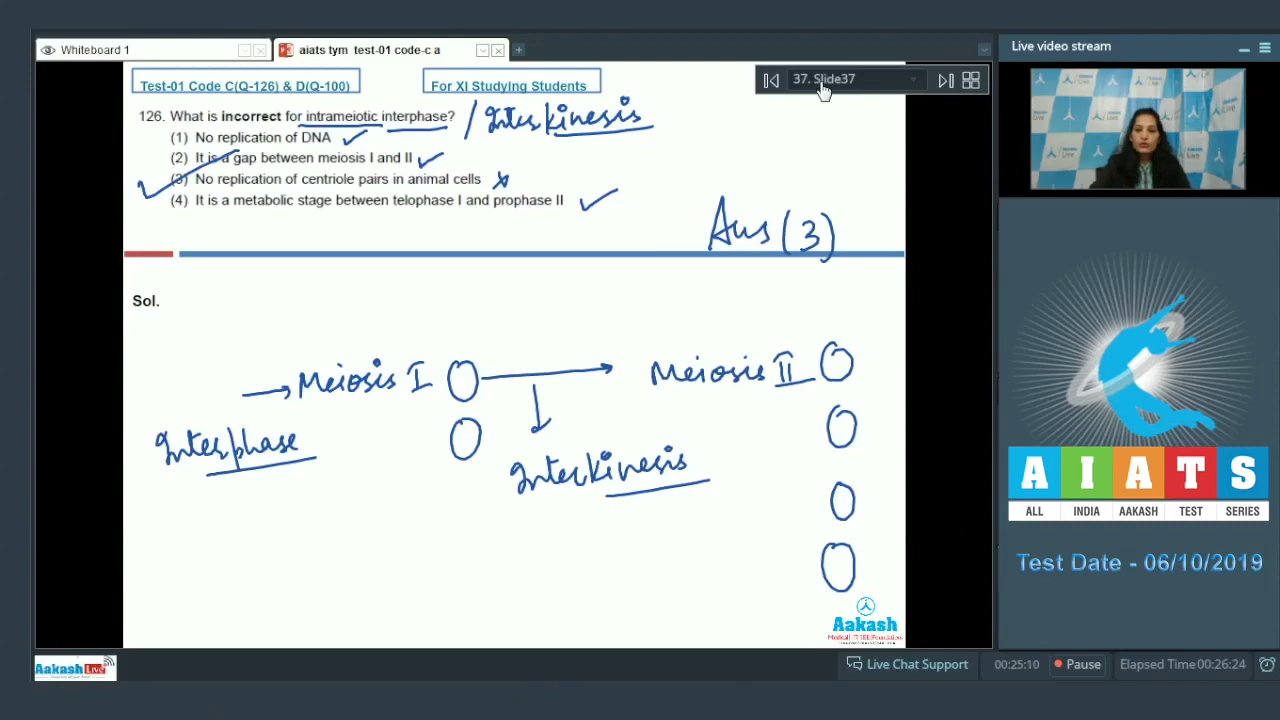 Whiteboard 1
aiats tym test-01 code-c a
Live video stream
Test-01 Code C(Q-126) & D(Q-100)
For XI Studying Students
37. Slide37
126. What is incorrect for intrameiotic interphase? / Interkinesis
(1) No replication of DNA
(2) It is a gap between meiosis I and II
(3) No replication of centriole pairs in animal cells
(4) It is a metabolic stage between telophase I and prophase II
Ans (3)
Sol.
Meiosis I
Meiosis II
Interphase
Interkinesis
A I A T S
ALL INDIA AAKASH TEST SERIES
Test Date - 06/10/2019
Aakash
Medical|IIT-JEE|Foundations
Aakash Live
Live Chat Support
00:25:10
Pause
Elapsed Time 00:26:24